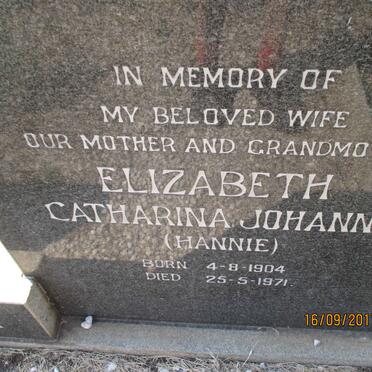 IN MEMORY OF
MY BELOVED WIFE
OUR MOTHER AND GRANDMO
ELIZABETH
CATHARINA JOHANN
(HANNIE)
BORN 4-8-1904
DIED 25-5-1971
16/09/201